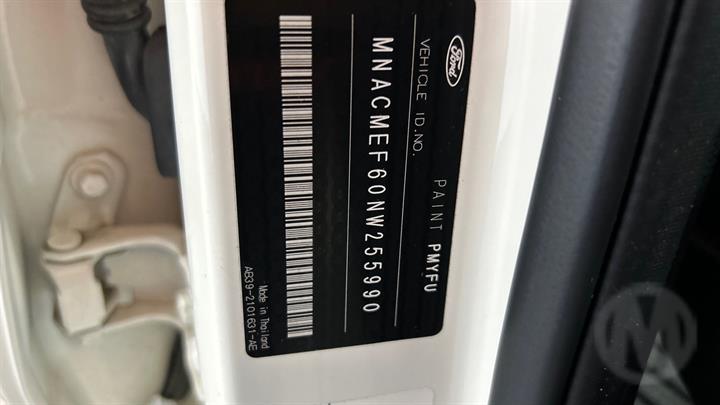 Ford
VEHICLE ID.NO.
PAINT PMYFU
MNACMEF60NW255990
Made in Thailand
AB39-2101631-AE
M